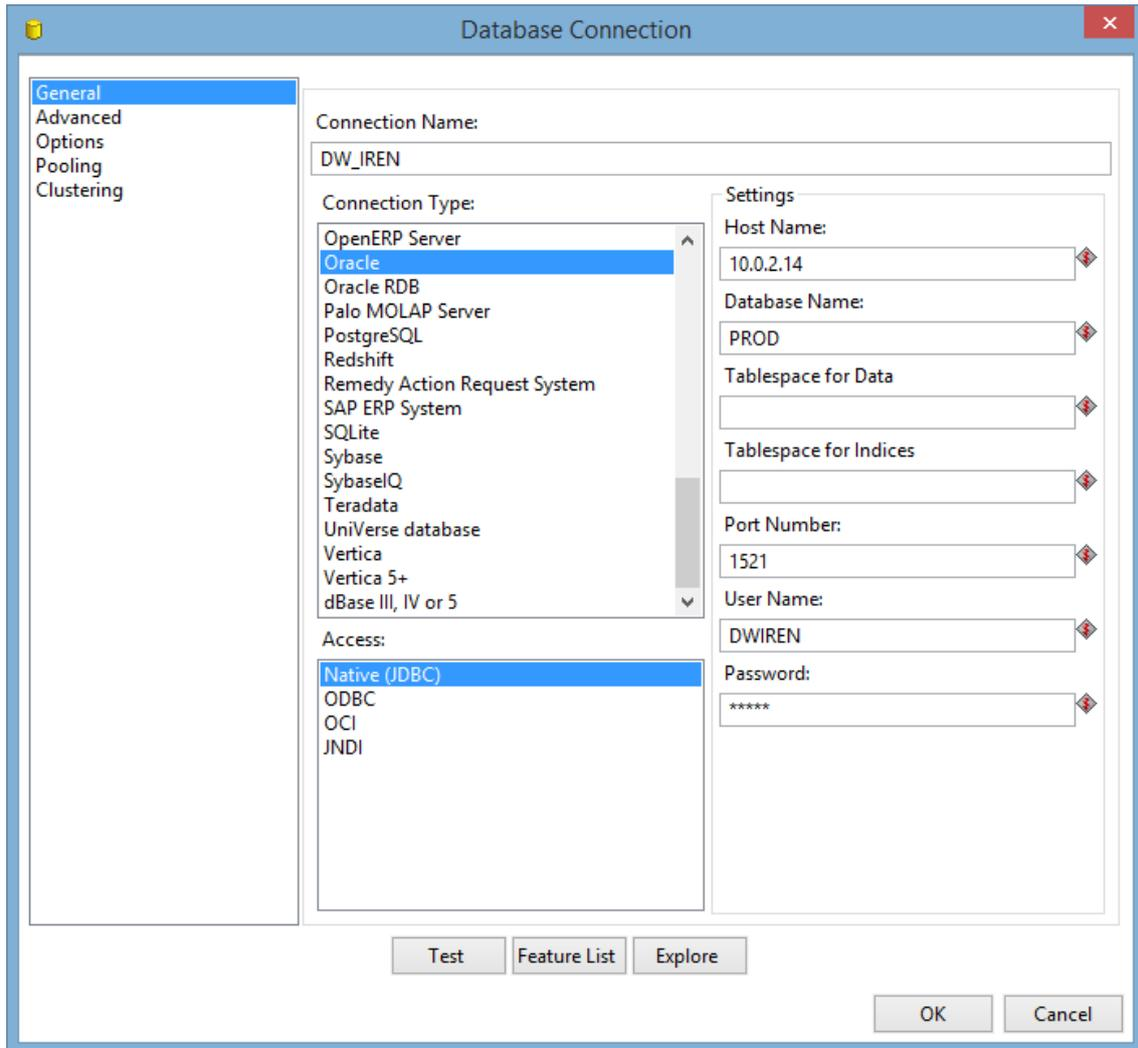 Database Connection
General
Advanced
Options
Pooling
Clustering
Connection Name:
DW_IREN
Connection Type:
OpenERP Server
Oracle
Oracle RDB
Palo MOLAP Server
PostgreSQL
Redshift
Remedy Action Request System
SAP ERP System
SQLite
Sybase
SybaseIQ
Teradata
UniVerse database
Vertica
Vertica 5+
dBase III, IV or 5
Access:
Native (JDBC)
ODBC
OCI
JNDI
Settings
Host Name:
10.0.2.14
Database Name:
PROD
Tablespace for Data
Tablespace for Indices
Port Number:
1521
User Name:
DWIREN
Password:
*****
Test
Feature List
Explore
OK
Cancel